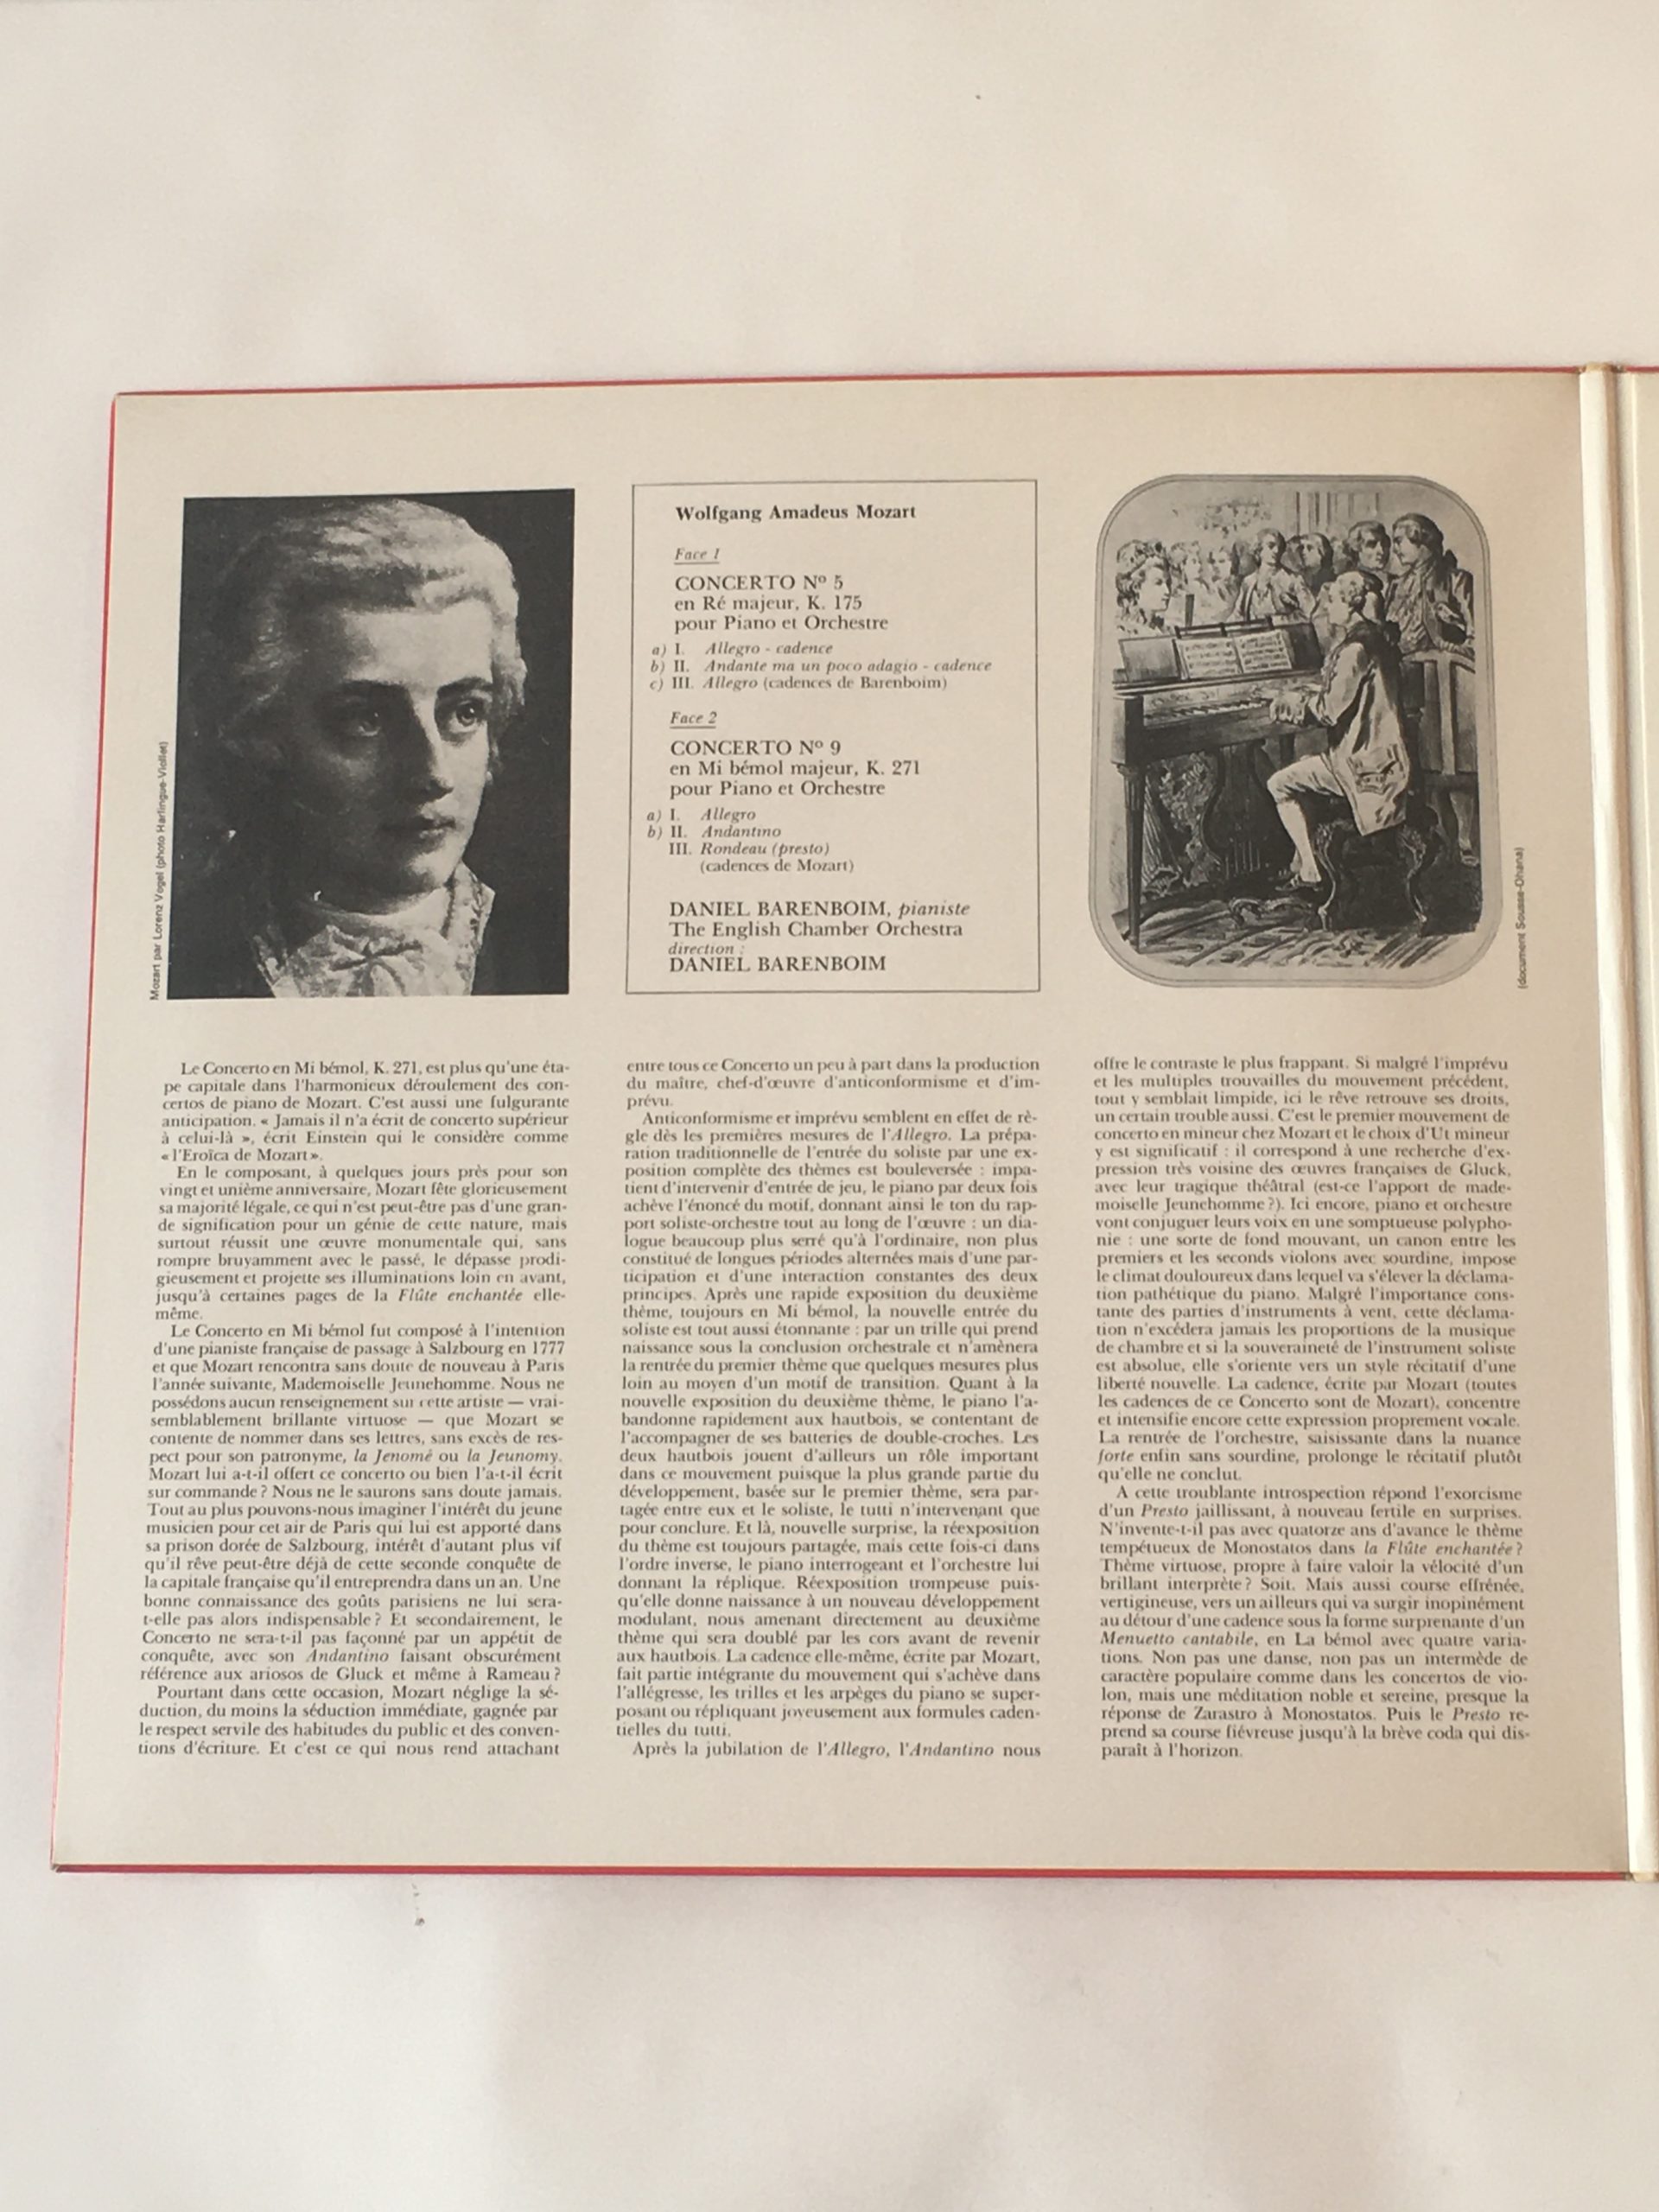 Mozart par Lorenz Vogel (photo Harlingue-Viollet)
Wolfgang Amadeus Mozart
Face 1
CONCERTO Nº 5
en Ré majeur, K. 175
pour Piano et Orchestre
a) I. Allegro - cadence
b) II. Andante ma un poco adagio - cadence
c) III. Allegro (cadences de Barenboim)
Face 2
CONCERTO Nº 9
en Mi bémol majeur, K. 271
pour Piano et Orchestre
a) I. Allegro
b) II. Andantino
III. Rondeau (presto)
(cadences de Mozart)
DANIEL BARENBOIM, pianiste
The English Chamber Orchestra
direction :
DANIEL BARENBOIM
(document Sousse-Dhana)
Le Concerto en Mi bémol, K. 271, est plus qu'une éta-
pe capitale dans l'harmonieux déroulement des con-
certos de piano de Mozart. C'est aussi une fulgurante
anticipation. « Jamais il n'a écrit de concerto supérieur
à celui-là », écrit Einstein qui le considère comme
« l'Eroïca de Mozart ».
En le composant, à quelques jours près pour son
vingt et unième anniversaire, Mozart fête glorieusement
sa majorité légale, ce qui n'est peut-être pas d'une gran-
de signification pour un génie de cette nature, mais
surtout réussit une œuvre monumentale qui, sans
rompre bruyamment avec le passé, le dépasse prodi-
gieusement et projette ses illuminations loin en avant,
jusqu'à certaines pages de la Flûte enchantée elle-
même.
Le Concerto en Mi bémol fut composé à l'intention
d'une pianiste française de passage à Salzbourg en 1777
et que Mozart rencontra sans doute de nouveau à Paris
l'année suivante, Mademoiselle Jeunehomme. Nous ne
possédons aucun renseignement sur cette artiste — vrai-
semblablement brillante virtuose — que Mozart se
contente de nommer dans ses lettres, sans excès de res-
pect pour son patronyme, la Jenomé ou la Jeunomy.
Mozart lui a-t-il offert ce concerto ou bien l'a-t-il écrit
sur commande ? Nous ne le saurons sans doute jamais.
Tout au plus pouvons-nous imaginer l'intérêt du jeune
musicien pour cet air de Paris qui lui est apporté dans
sa prison dorée de Salzbourg, intérêt d'autant plus vif
qu'il rêve peut-être déjà de cette seconde conquête de
la capitale française qu'il entreprendra dans un an. Une
bonne connaissance des goûts parisiens ne lui sera-
t-elle pas alors indispensable ? Et secondairement, le
Concerto ne sera-t-il pas façonné par un appétit de
conquête, avec son Andantino faisant obscurément
référence aux ariosos de Gluck et même à Rameau ?
Pourtant dans cette occasion, Mozart néglige la sé-
duction, du moins la séduction immédiate, gagnée par
le respect servile des habitudes du public et des conven-
tions d'écriture. Et c'est ce qui nous rend attachant
entre tous ce Concerto un peu à part dans la production
du maître, chef-d'œuvre d'anticonformisme et d'im-
prévu.
Anticonformisme et imprévu semblent en effet de rè-
gle dès les premières mesures de l'Allegro. La prépa-
ration traditionnelle de l'entrée du soliste par une ex-
position complète des thèmes est bouleversée : impa-
tient d'intervenir d'entrée de jeu, le piano par deux fois
achève l'énoncé du motif, donnant ainsi le ton du rap-
port soliste-orchestre tout au long de l'œuvre : un dia-
logue beaucoup plus serré qu'à l'ordinaire, non plus
constitué de longues périodes alternées mais d'une par-
ticipation et d'une interaction constantes des deux
principes. Après une rapide exposition du deuxième
thème, toujours en Mi bémol, la nouvelle entrée du
soliste est tout aussi étonnante : par un trille qui prend
naissance sous la conclusion orchestrale et n'amènera
la rentrée du premier thème que quelques mesures plus
loin au moyen d'un motif de transition. Quant à la
nouvelle exposition du deuxième thème, le piano l'a-
bandonne rapidement aux hautbois, se contentant de
l'accompagner de ses batteries de double-croches. Les
deux hautbois jouent d'ailleurs un rôle important
dans ce mouvement puisque la plus grande partie du
développement, basée sur le premier thème, sera par-
tagée entre eux et le soliste, le tutti n'intervenant que
pour conclure. Et là, nouvelle surprise, la réexposition
du thème est toujours partagée, mais cette fois-ci dans
l'ordre inverse, le piano interrogeant et l'orchestre lui
donnant la réplique. Réexposition trompeuse puis-
qu'elle donne naissance à un nouveau développement
modulant, nous amenant directement au deuxième
thème qui sera doublé par les cors avant de revenir
aux hautbois. La cadence elle-même, écrite par Mozart,
fait partie intégrante du mouvement qui s'achève dans
l'allégresse, les trilles et les arpèges du piano se super-
posant ou répliquant joyeusement aux formules caden-
tielles du tutti.
Après la jubilation de l'Allegro, l'Andantino nous
offre le contraste le plus frappant. Si malgré l'imprévu
et les multiples trouvailles du mouvement précédent,
tout y semblait limpide, ici le rêve retrouve ses droits,
un certain trouble aussi. C'est le premier mouvement de
concerto en mineur chez Mozart et le choix d'Ut mineur
y est significatif : il correspond à une recherche d'ex-
pression très voisine des œuvres françaises de Gluck,
avec leur tragique théâtral (est-ce l'apport de made-
moiselle Jeunehomme ?). Ici encore, piano et orchestre
vont conjuguer leurs voix en une somptueuse polypho-
nie : une sorte de fond mouvant, un canon entre les
premiers et les seconds violons avec sourdine, impose
le climat douloureux dans lequel va s'élever la déclama-
tion pathétique du piano. Malgré l'importance cons-
tante des parties d'instruments à vent, cette déclama-
tion n'excédera jamais les proportions de la musique
de chambre et si la souveraineté de l'instrument soliste
est absolue, elle s'oriente vers un style récitatif d'une
liberté nouvelle. La cadence, écrite par Mozart (toutes
les cadences de ce Concerto sont de Mozart), concentre
et intensifie encore cette expression proprement vocale.
La rentrée de l'orchestre, saisissante dans la nuance
forte enfin sans sourdine, prolonge le récitatif plutôt
qu'elle ne conclut.
A cette troublante introspection répond l'exorcisme
d'un Presto jaillissant, à nouveau fertile en surprises.
N'invente-t-il pas avec quatorze ans d'avance le thème
tempétueux de Monostatos dans la Flûte enchantée ?
Thème virtuose, propre à faire valoir la vélocité d'un
brillant interprète ? Soit. Mais aussi course effrénée,
vertigineuse, vers un ailleurs qui va surgir inopinément
au détour d'une cadence sous la forme surprenante d'un
Menuetto cantabile, en La bémol avec quatre varia-
tions. Non pas une danse, non pas un intermède de
caractère populaire comme dans les concertos de vio-
lon, mais une méditation noble et sereine, presque la
réponse de Zarastro à Monostatos. Puis le Presto re-
prend sa course fiévreuse jusqu'à la brève coda qui dis-
paraît à l'horizon.